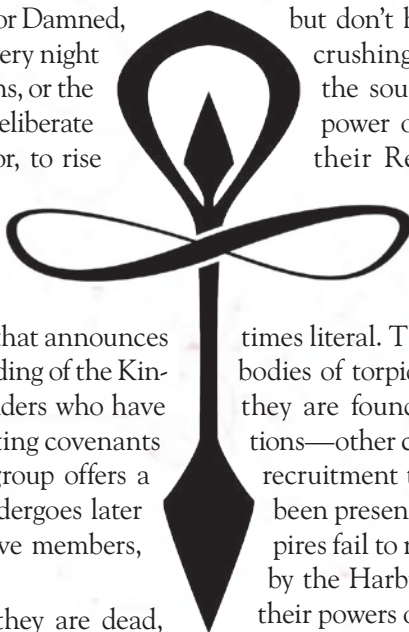 or Damned,
ery night
ns, or the
eliberate
or, to rise
that announces
ding of the Kin-
lders who have
ting covenants
group offers a
dergoes later
ve members,
they are dead,
but don't h
crushing
the sou
power o
their Re
times literal. T
bodies of torpi
they are found
tions—other c
recruitment t
been presen
pires fail to r
by the Harb
their powers o